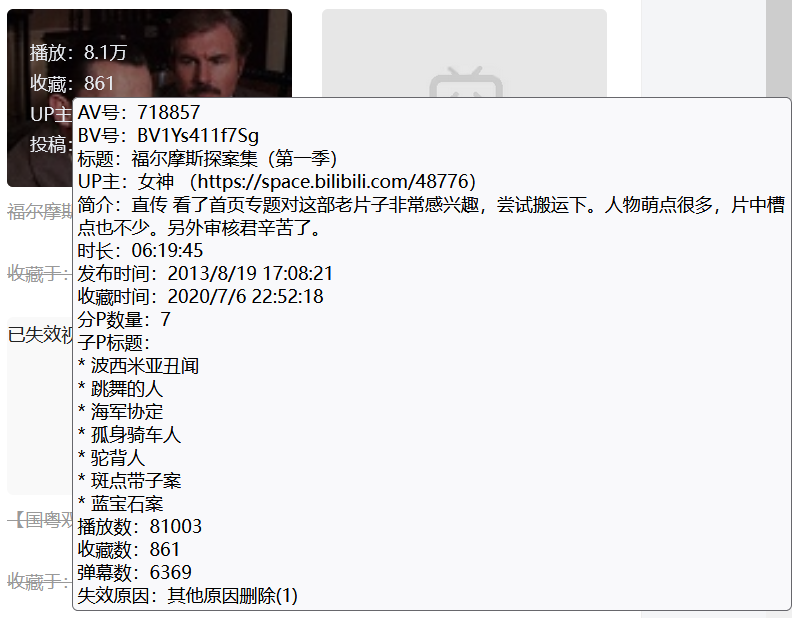 播放：8.1万
收藏：861
UP主
投稿：
AV号：718857
BV号：BV1Ys411f7Sg
标题：福尔摩斯探案集（第一季）
UP主：女神 （https://space.bilibili.com/48776）
简介：直传 看了首页专题对这部老片子非常感兴趣，尝试搬运下。人物萌点很多，片中槽
点也不少。另外审核君辛苦了。
时长：06:19:45
发布时间：2013/8/19 17:08:21
收藏时间：2020/7/6 22:52:18
分P数量：7
子P标题：
* 波西米亚丑闻
* 跳舞的人
* 海军协定
* 孤身骑车人
* 驼背人
* 斑点带子案
* 蓝宝石案
播放数：81003
收藏数：861
弹幕数：6369
失效原因：其他原因删除(1)
福尔摩斯
收藏于：
已失效视
【国粤双
收藏于：